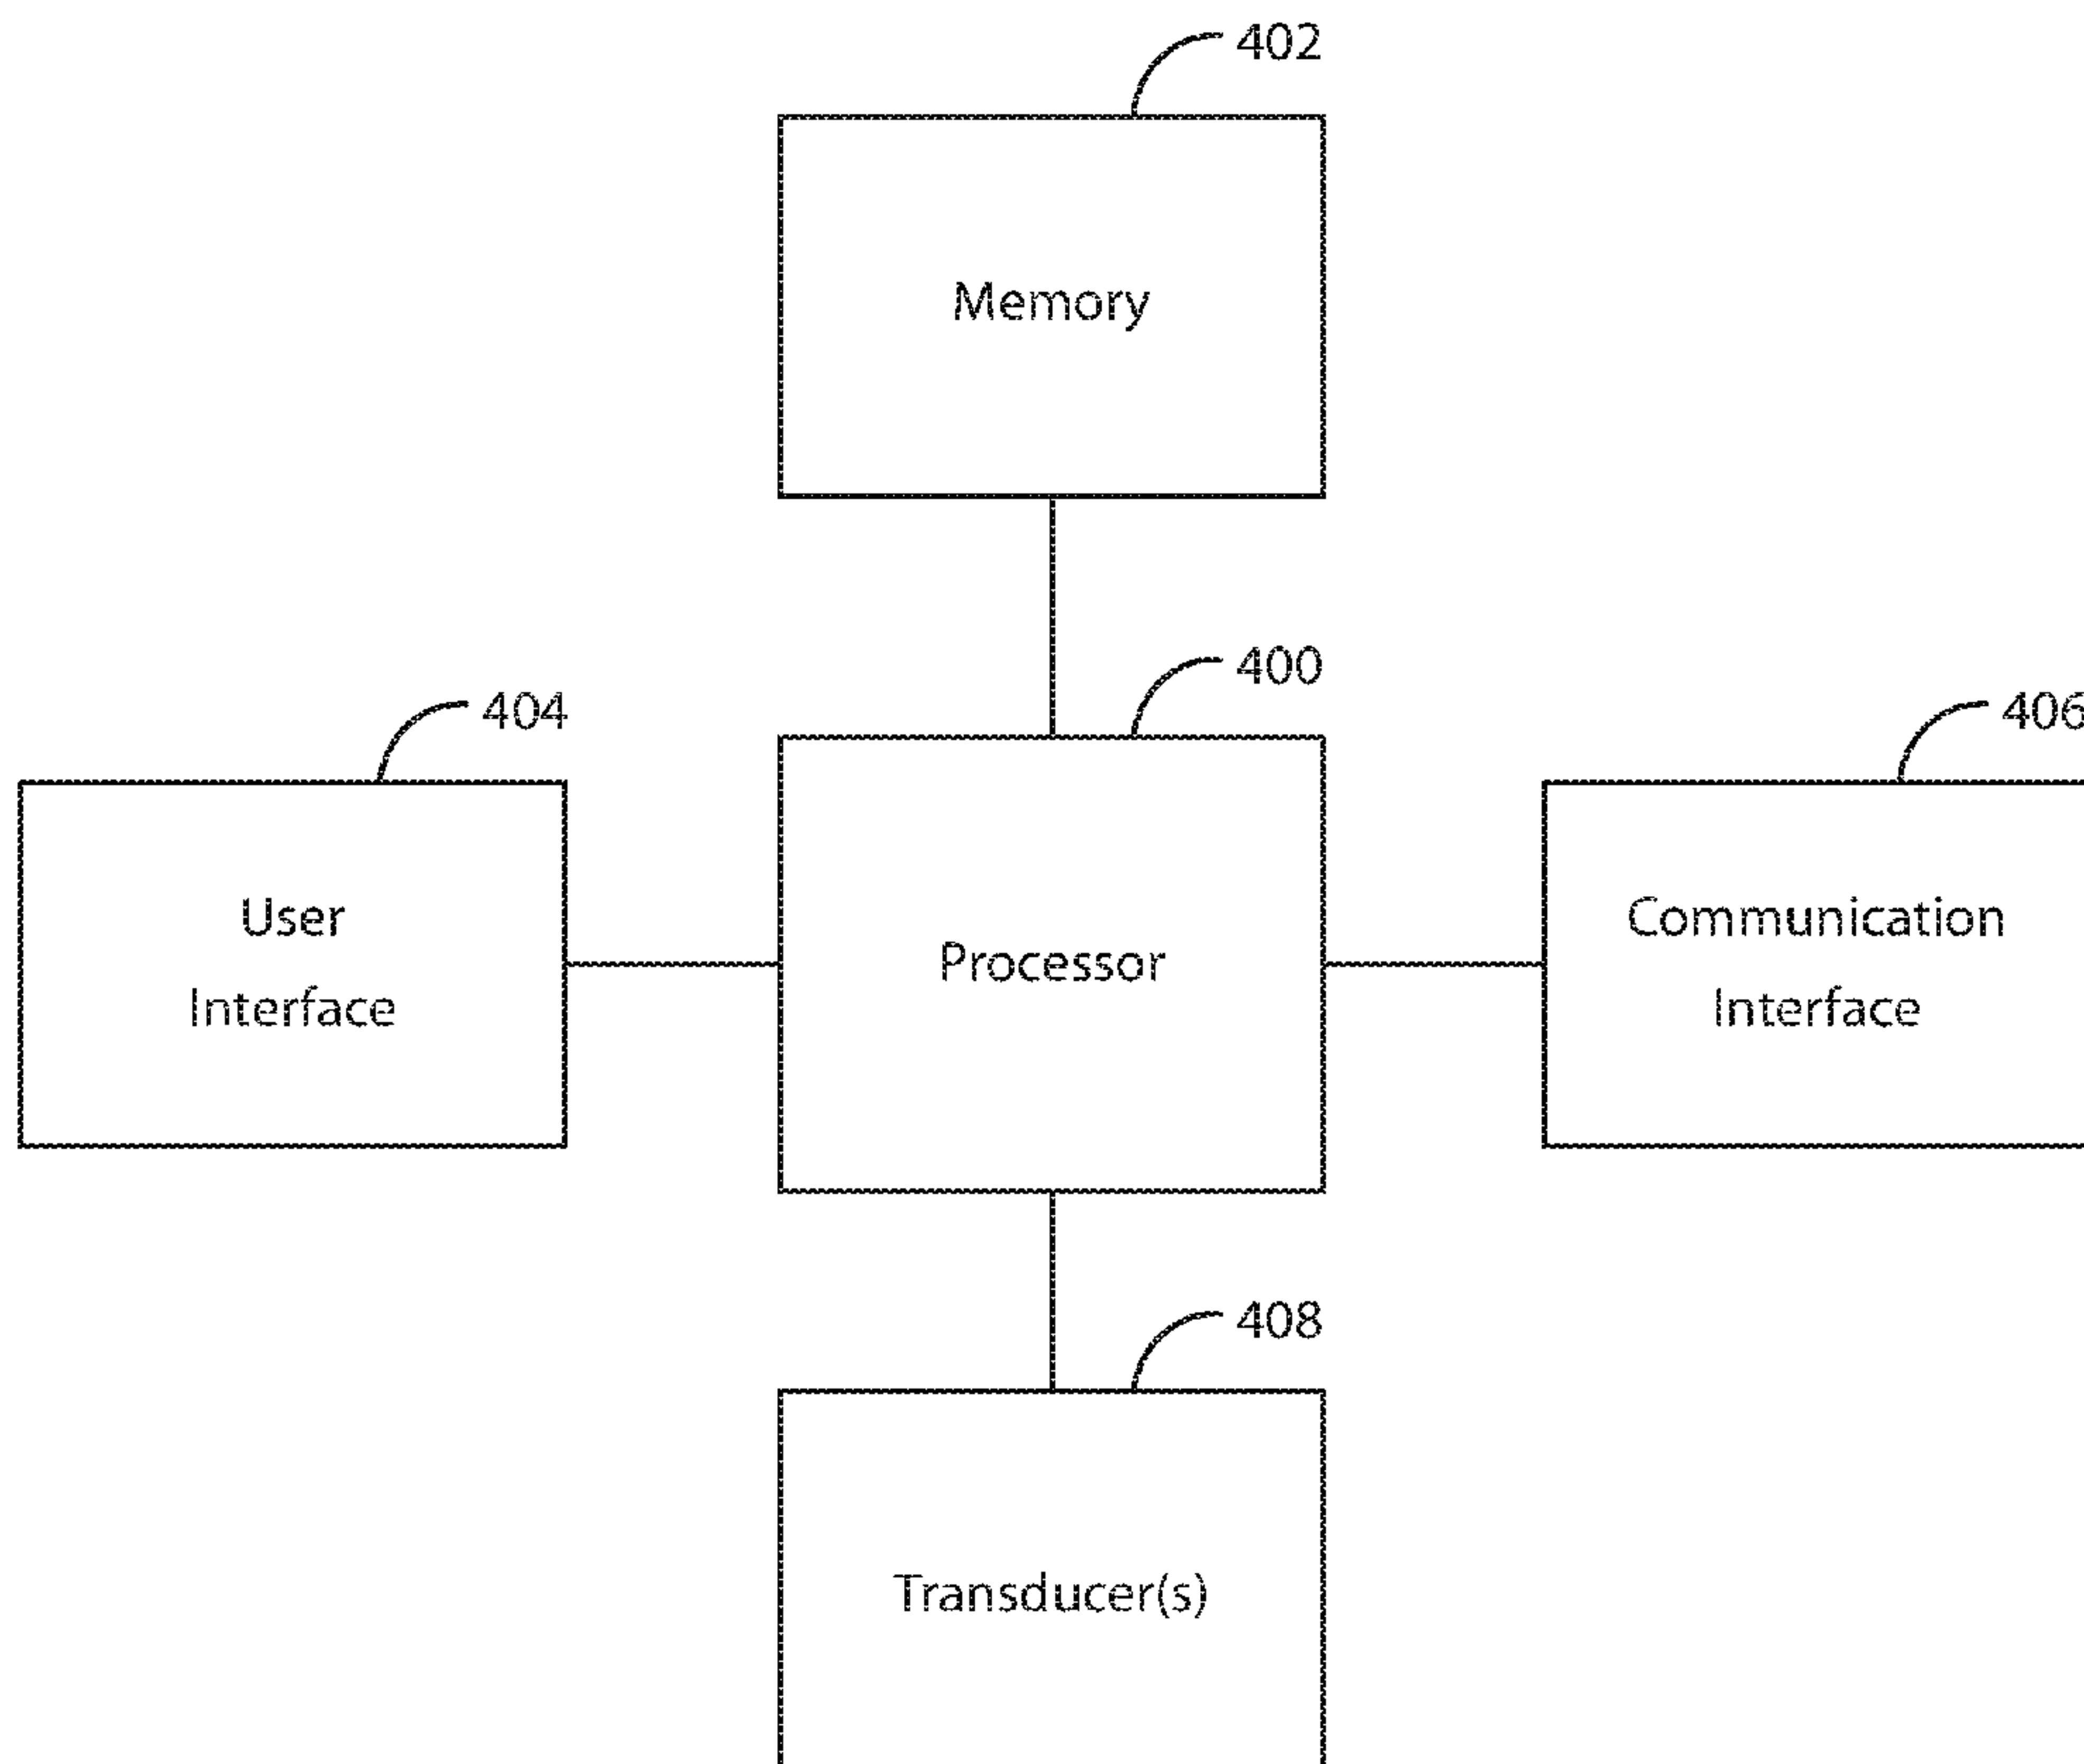 402
Memory
400
404
406
User
Interface
Processor
Communication
Interface
408
Transducer(s)